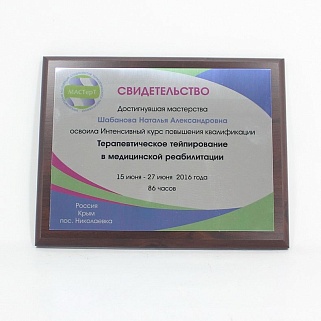 МАСТерТ
СВИДЕТЕЛЬСТВО
Достигнувшая мастерства
Шабанова Наталья Александровна
освоила Интенсивный курс повышения квалификации
Терапевтическое тейпирование
в медицинской реабилитации
15 июня - 27 июня 2016 года
86 часов
Россия
Крым
пос. Николаевка